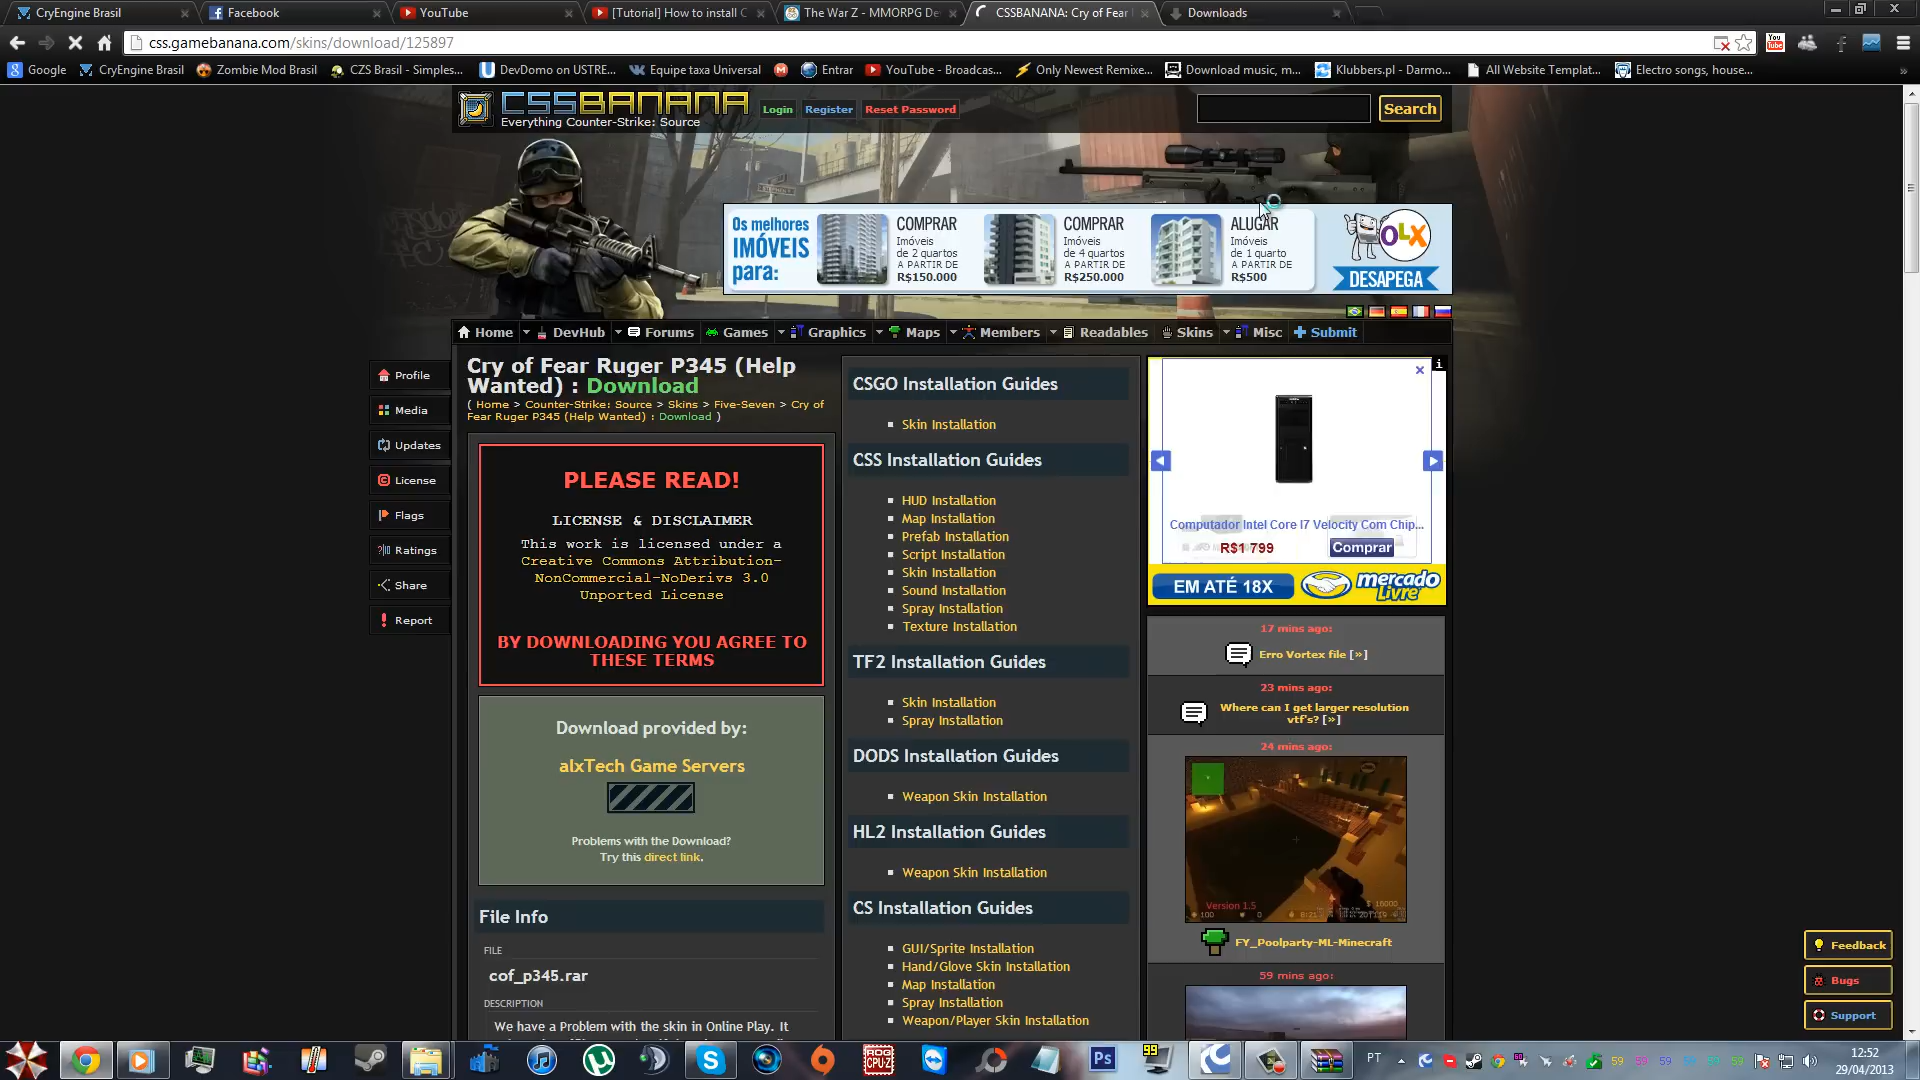 CryEngine Brasil
Facebook
YouTube
[Tutorial] How to install C
The War Z - MMORPG De
CSSBANANA: Cry of Fear
Downloads
css.gamebanana.com/skins/download/125897
Google
CryEngine Brasil
Zombie Mod Brasil
CZS Brasil - Simples...
DevDomo on USTRE...
Equipe taxa Universal
Entrar
YouTube - Broadcas...
Only Newest Remixe...
Download music, m...
Klubbers.pl - Darmo...
All Website Templat...
Electro songs, house...
CSSBANANA
Everything Counter-Strike: Source
Login
Register
Reset Password
Search
Os melhores
IMÓVEIS
para:
COMPRAR
Imóveis
de 2 quartos
A PARTIR DE
R$150.000
COMPRAR
Imóveis
de 4 quartos
A PARTIR DE
R$250.000
ALUGAR
Imóveis
de 1 quarto
A PARTIR DE
R$500
OLX
DESAPEGA
Home
DevHub
Forums
Games
Graphics
Maps
Members
Readables
Skins
Misc
Submit
Profile
Media
Updates
License
Flags
Ratings
Share
Report
Cry of Fear Ruger P345 (Help
Wanted) : Download
( Home > Counter-Strike: Source > Skins > Five-Seven > Cry of
Fear Ruger P345 (Help Wanted) : Download )
PLEASE READ!
LICENSE & DISCLAIMER
This work is licensed under a
Creative Commons Attribution-
NonCommercial-NoDerivs 3.0
Unported License
BY DOWNLOADING YOU AGREE TO
THESE TERMS
Download provided by:
alxTech Game Servers
Problems with the Download?
Try this direct link.
File Info
FILE
cof_p345.rar
DESCRIPTION
We have a Problem with the skin in Online Play. It
CSGO Installation Guides
Skin Installation
CSS Installation Guides
HUD Installation
Map Installation
Prefab Installation
Script Installation
Skin Installation
Sound Installation
Spray Installation
Texture Installation
TF2 Installation Guides
Skin Installation
Spray Installation
DODS Installation Guides
Weapon Skin Installation
HL2 Installation Guides
Weapon Skin Installation
CS Installation Guides
GUI/Sprite Installation
Hand/Glove Skin Installation
Map Installation
Spray Installation
Weapon/Player Skin Installation
Computador Intel Core I7 Velocity Com Chip...
R$1 799
Comprar
EM ATÉ 18X
mercado
livre
17 mins ago:
Erro Vortex file [»]
23 mins ago:
Where can I get larger resolution
vtf's? [»]
24 mins ago:
Version 1.5
FY_Poolparty-ML-Minecraft
59 mins ago:
Feedback
Bugs
Support
PT
12:52
29/04/2013